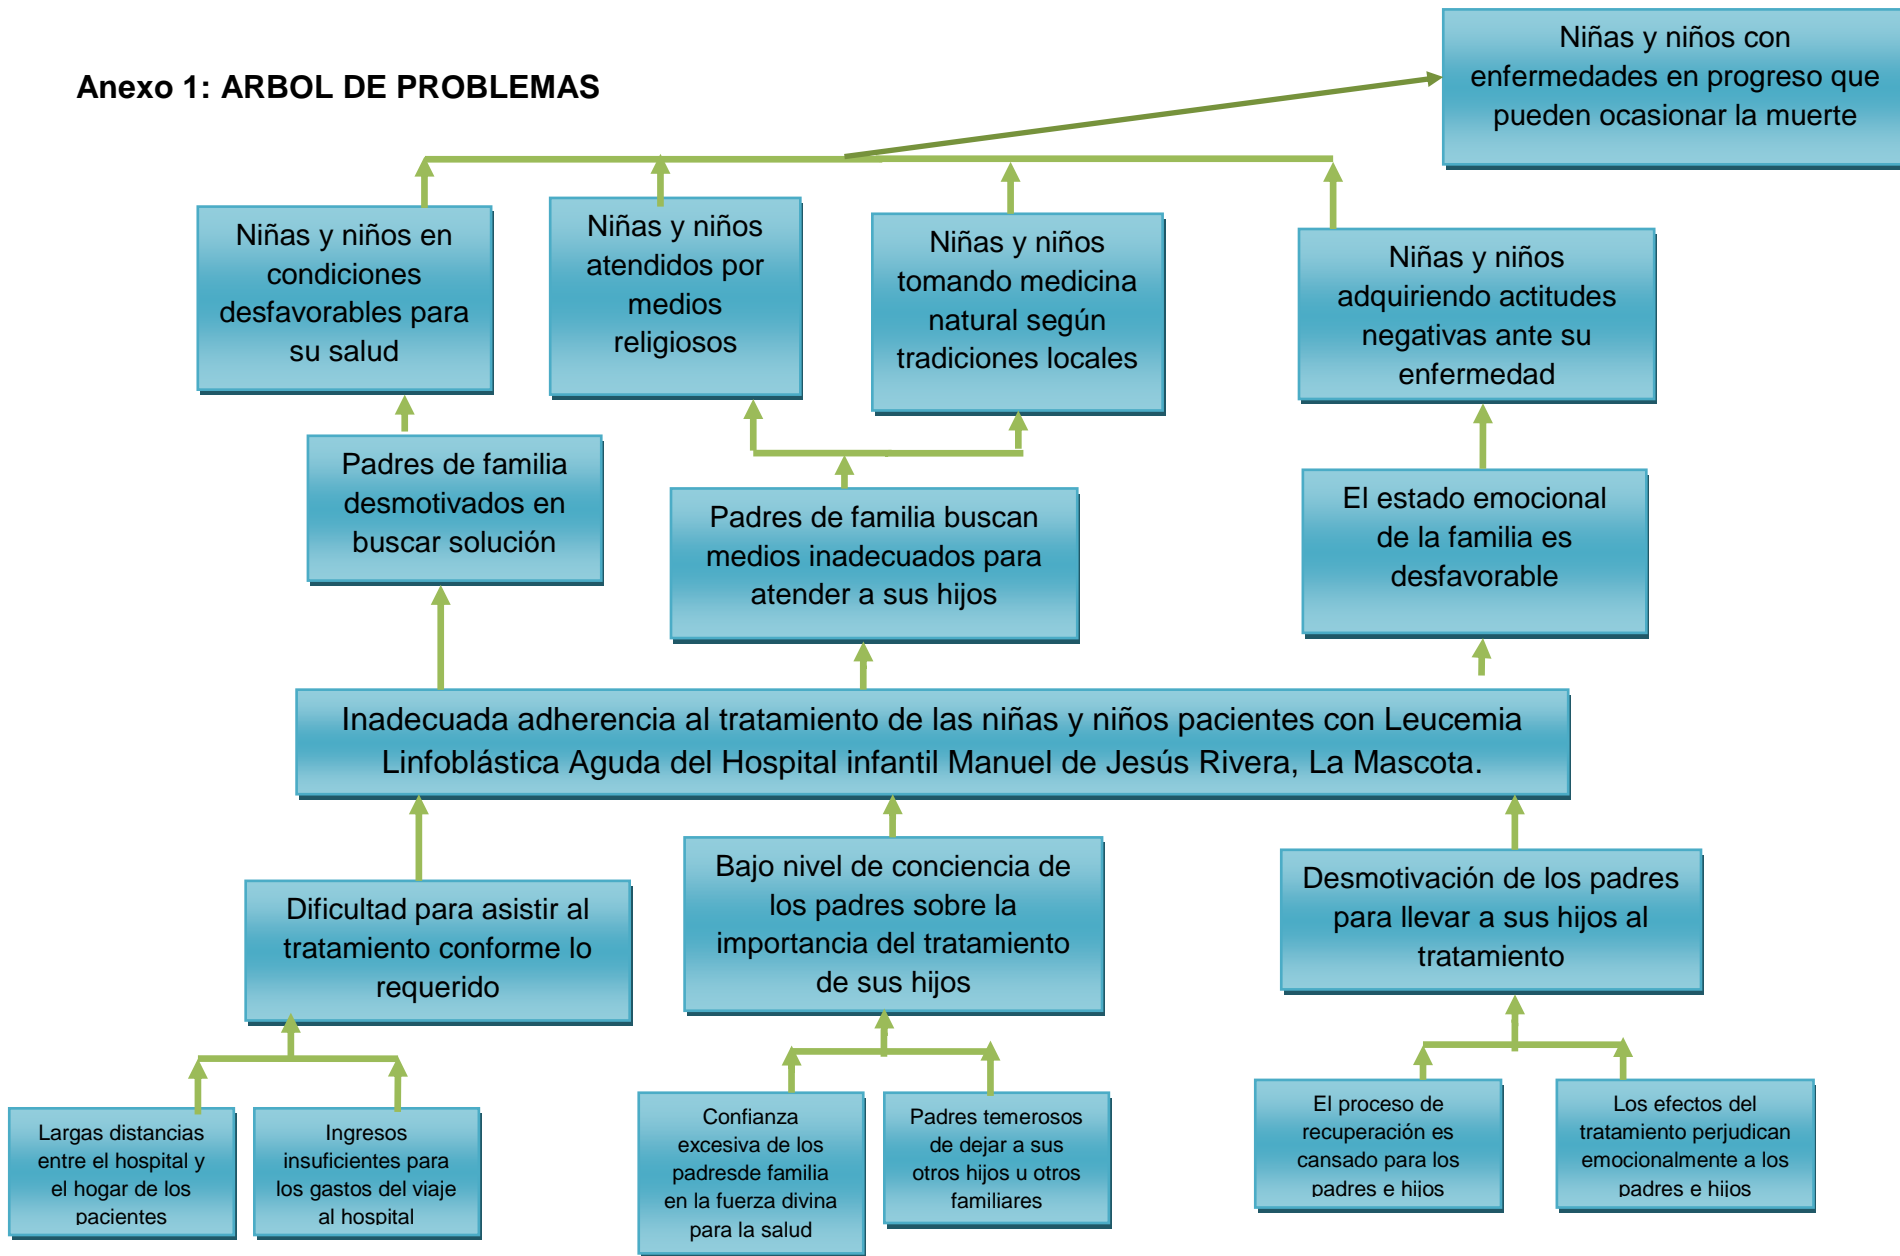 Anexo 1: ARBOL DE PROBLEMAS
Niñas y niños con
enfermedades en progreso que
pueden ocasionar la muerte
Niñas y niños en
condiciones
desfavorables para
su salud
Niñas y niños
atendidos por
medios
religiosos
Niñas y niños
tomando medicina
natural según
tradiciones locales
Niñas y niños
adquiriendo actitudes
negativas ante su
enfermedad
Padres de familia
desmotivados en
buscar solución
Padres de familia buscan
medios inadecuados para
atender a sus hijos
El estado emocional
de la familia es
desfavorable
Inadecuada adherencia al tratamiento de las niñas y niños pacientes con Leucemia
Linfoblástica Aguda del Hospital infantil Manuel de Jesús Rivera, La Mascota.
Dificultad para asistir al
tratamiento conforme lo
requerido
Bajo nivel de conciencia de
los padres sobre la
importancia del tratamiento
de sus hijos
Desmotivación de los padres
para llevar a sus hijos al
tratamiento
Largas distancias
entre el hospital y
el hogar de los
pacientes
Ingresos
insuficientes para
los gastos del viaje
al hospital
Confianza
excesiva de los
padresde familia
en la fuerza divina
para la salud
Padres temerosos
de dejar a sus
otros hijos u otros
familiares
El proceso de
recuperación es
cansado para los
padres e hijos
Los efectos del
tratamiento perjudican
emocionalmente a los
padres e hijos